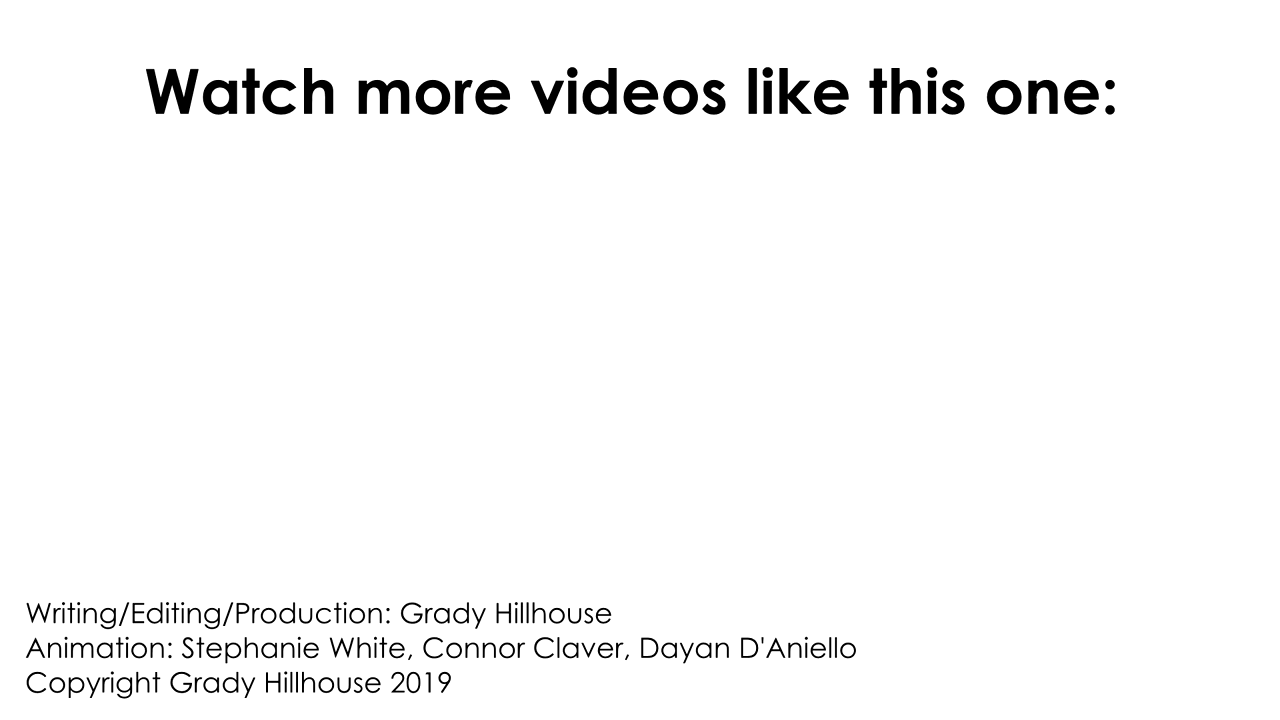 Watch more videos like this one:
Writing/Editing/Production: Grady Hillhouse
Animation: Stephanie White, Connor Claver, Dayan D'Aniello
Copyright Grady Hillhouse 2019